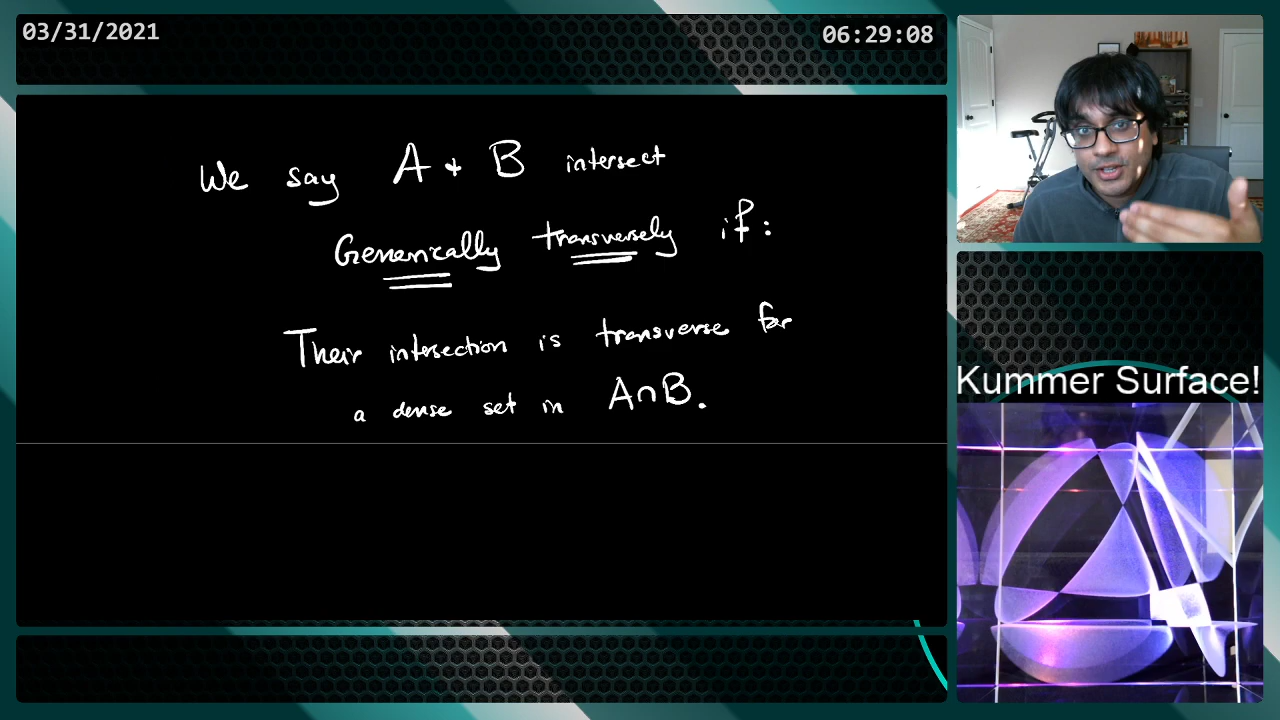 03/31/2021
06:29:08
We say A + B intersect
Generically transversely if:
Their intersection is transverse for
a dense set in A∩B.
Kummer Surface!